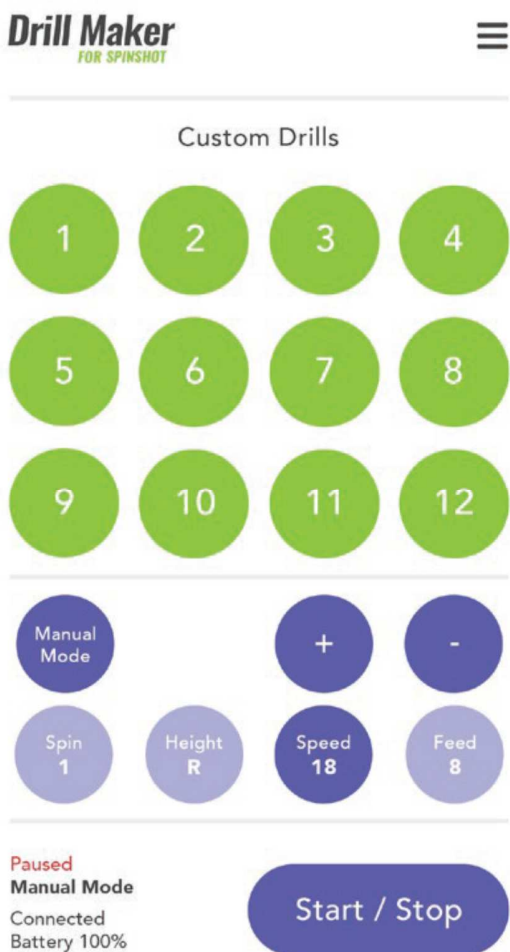 Drill Maker
FOR SPINSHOT
Custom Drills
1 2 3 4
5 6 7 8
9 10 11 12
Manual
Mode
+ -
Spin Height Speed Feed
1 R 18 8
Paused
Manual Mode
Connected
Battery 100%
Start / Stop